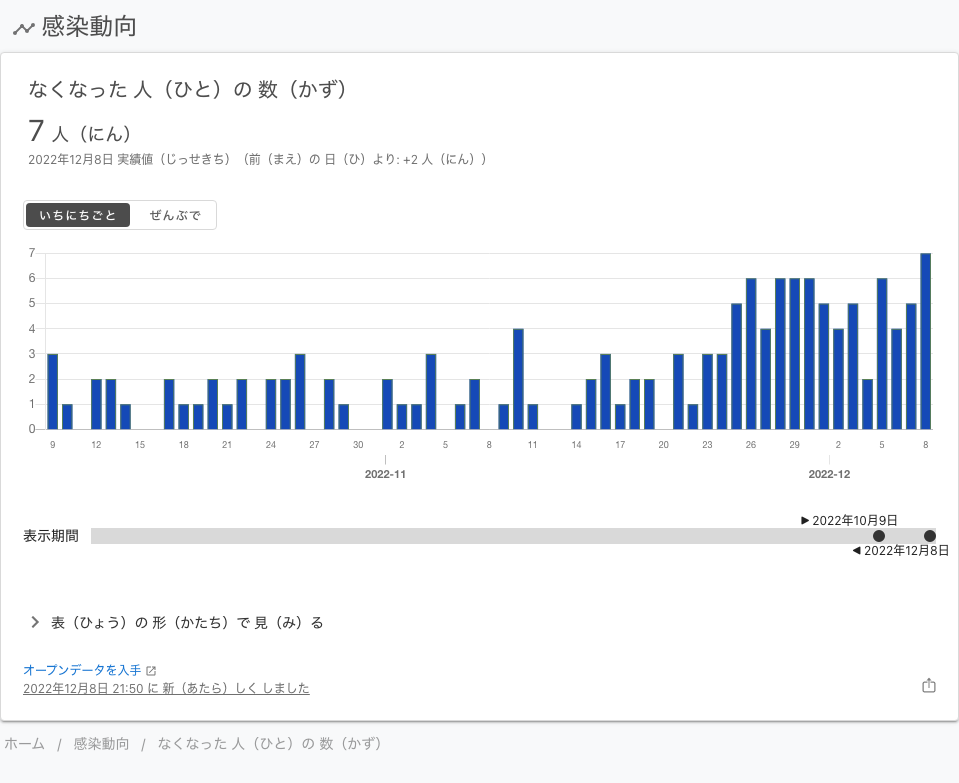 感染動向
なくなった 人（ひと）の 数（かず）
7 人（にん）
2022年12月8日 実績値（じっせきち）（前（まえ）の 日（ひ）より: +2 人（にん））
いちにちごと ぜんぶで
7
6
5
4
3
2
1
0
9 12 15 18 21 24 27 30 2 5 8 11 14 17 20 23 26 29 2 5 8
2022-11 2022-12
2022年10月9日
表示期間
2022年12月8日
表（ひょう）の 形（かたち）で 見（み）る
オープンデータを入手
2022年12月8日 21:50 に 新（あたら）しく しました
ホーム / 感染動向 / なくなった 人（ひと）の 数（かず）